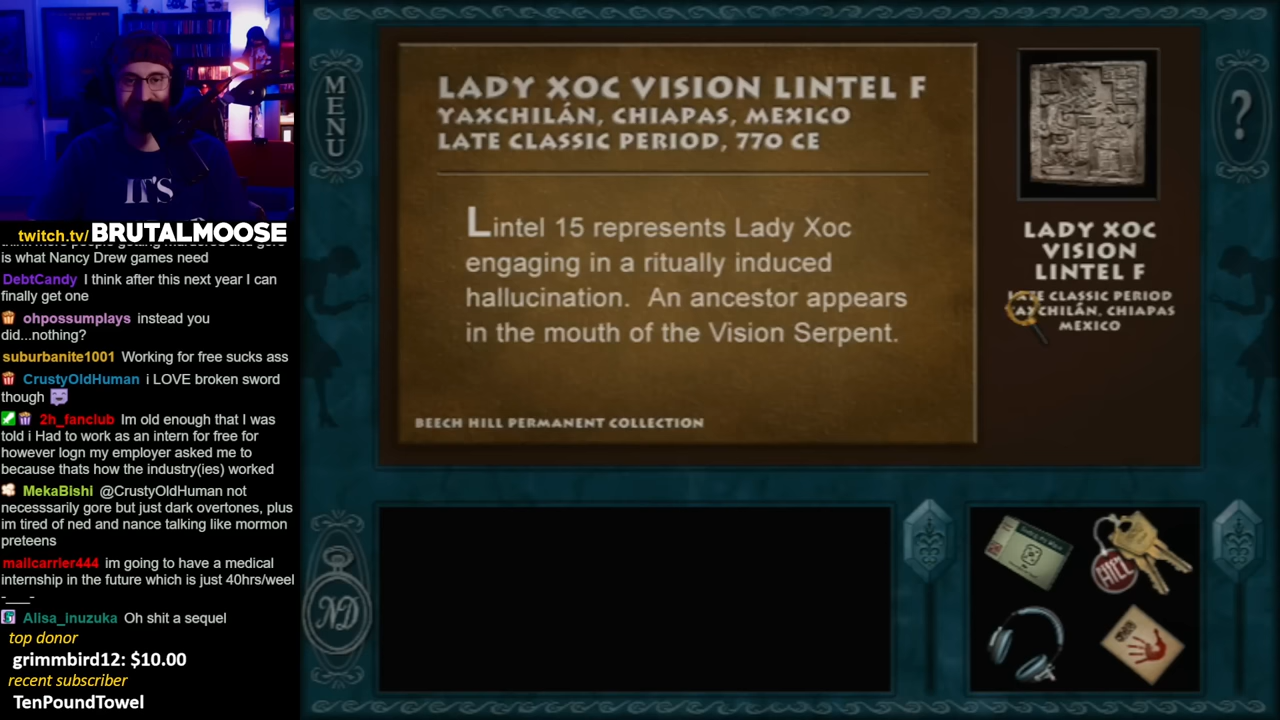 MENU
LADY XOC VISION LINTEL F
YAXCHILÁN, CHIAPAS, MEXICO
LATE CLASSIC PERIOD, 770 CE
Lintel 15 represents Lady Xoc
engaging in a ritually induced
hallucination. An ancestor appears
in the mouth of the Vision Serpent.
BEECH HILL PERMANENT COLLECTION
LADY XOC
VISION
LINTEL F
LATE CLASSIC PERIOD
YAXCHILÁN, CHIAPAS
MEXICO
?
IT'S
twitch.tv/BRUTALMOOSE
is what Nancy Drew games need
DebtCandy I think after this next year I can
finally get one
ohpossumplays instead you
did...nothing?
suburbanite1001 Working for free sucks ass
CrustyOldHuman i LOVE broken sword
though
2h_fanclub Im old enough that I was
told i Had to work as an intern for free for
however logn my employer asked me to
because thats how the industry(ies) worked
MekaBishi @CrustyOldHuman not
necesssarily gore but just dark overtones, plus
im tired of ned and nance talking like mormon
preteens
mailcarrier444 im going to have a medical
internship in the future which is just 40hrs/weel
-___-
Alisa_inuzuka Oh shit a sequel
top donor
grimmbird12: $10.00
recent subscriber
TenPoundTowel
ND
HILL